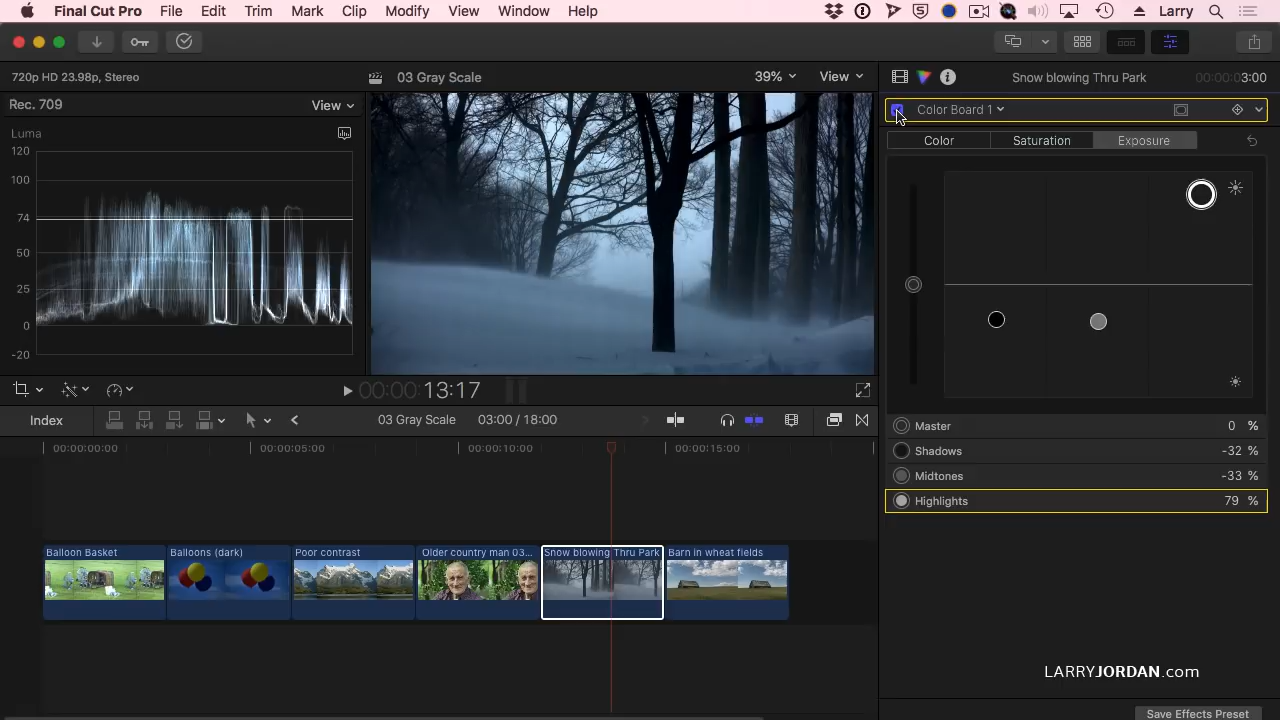 Final Cut Pro File Edit Trim Mark Clip Modify View Window Help Larry
720p HD 23.98p, Stereo
03 Gray Scale
39%
View
Snow blowing Thru Park
00:00:03:00
Rec. 709
View
Color Board 1
Luma
Color Saturation Exposure
120
100
74
50
25
0
-20
Master 0 %
Shadows -32 %
Midtones -33 %
Highlights 79 %
00:00:13:17
Index
03 Gray Scale
03:00 / 18:00
00:00:00:00
00:00:05:00
00:00:10:00
00:00:15:00
Balloon Basket
Balloons (dark)
Poor contrast
Older country man 03...
Snow blowing Thru Park
Barn in wheat fields
LARRYJORDAN.com
Save Effects Preset